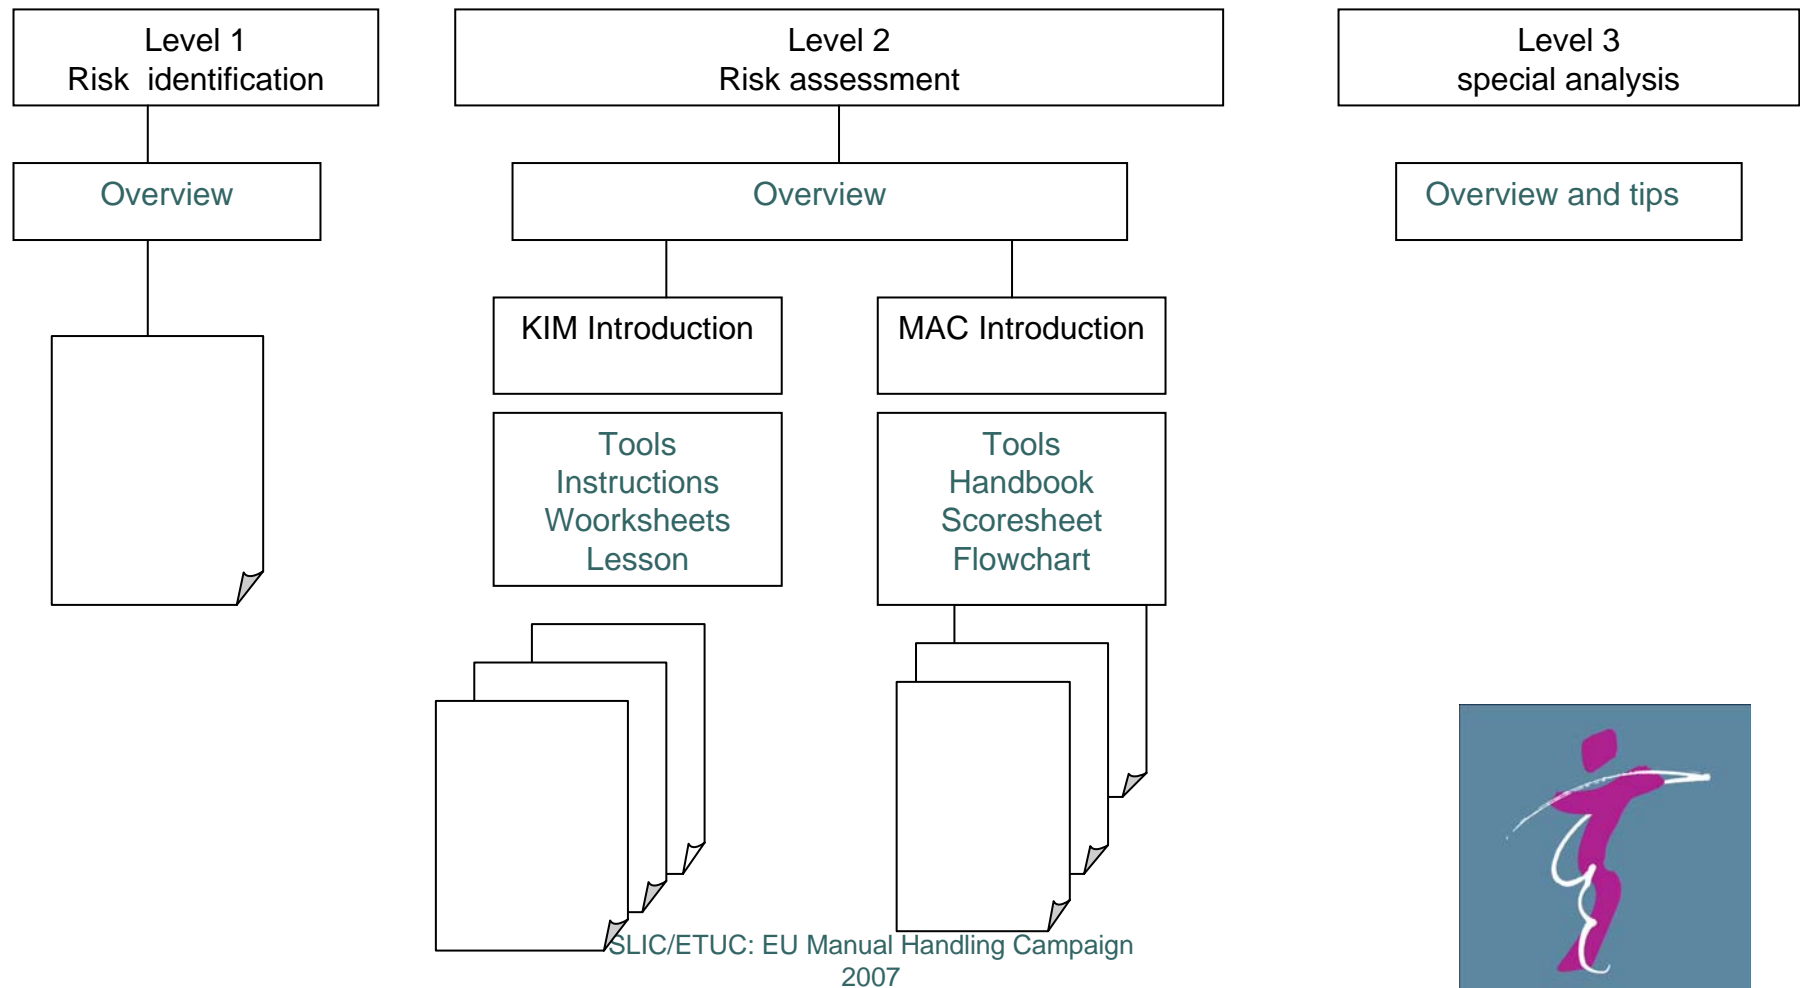 Level 1
Risk identification
Level 2
Risk assessment
Level 3
special analysis
Overview
Overview
Overview and tips
KIM Introduction
MAC Introduction
Tools
Instructions
Woorksheets
Lesson
Tools
Handbook
Scoresheet
Flowchart
SLIC/ETUC: EU Manual Handling Campaign
2007